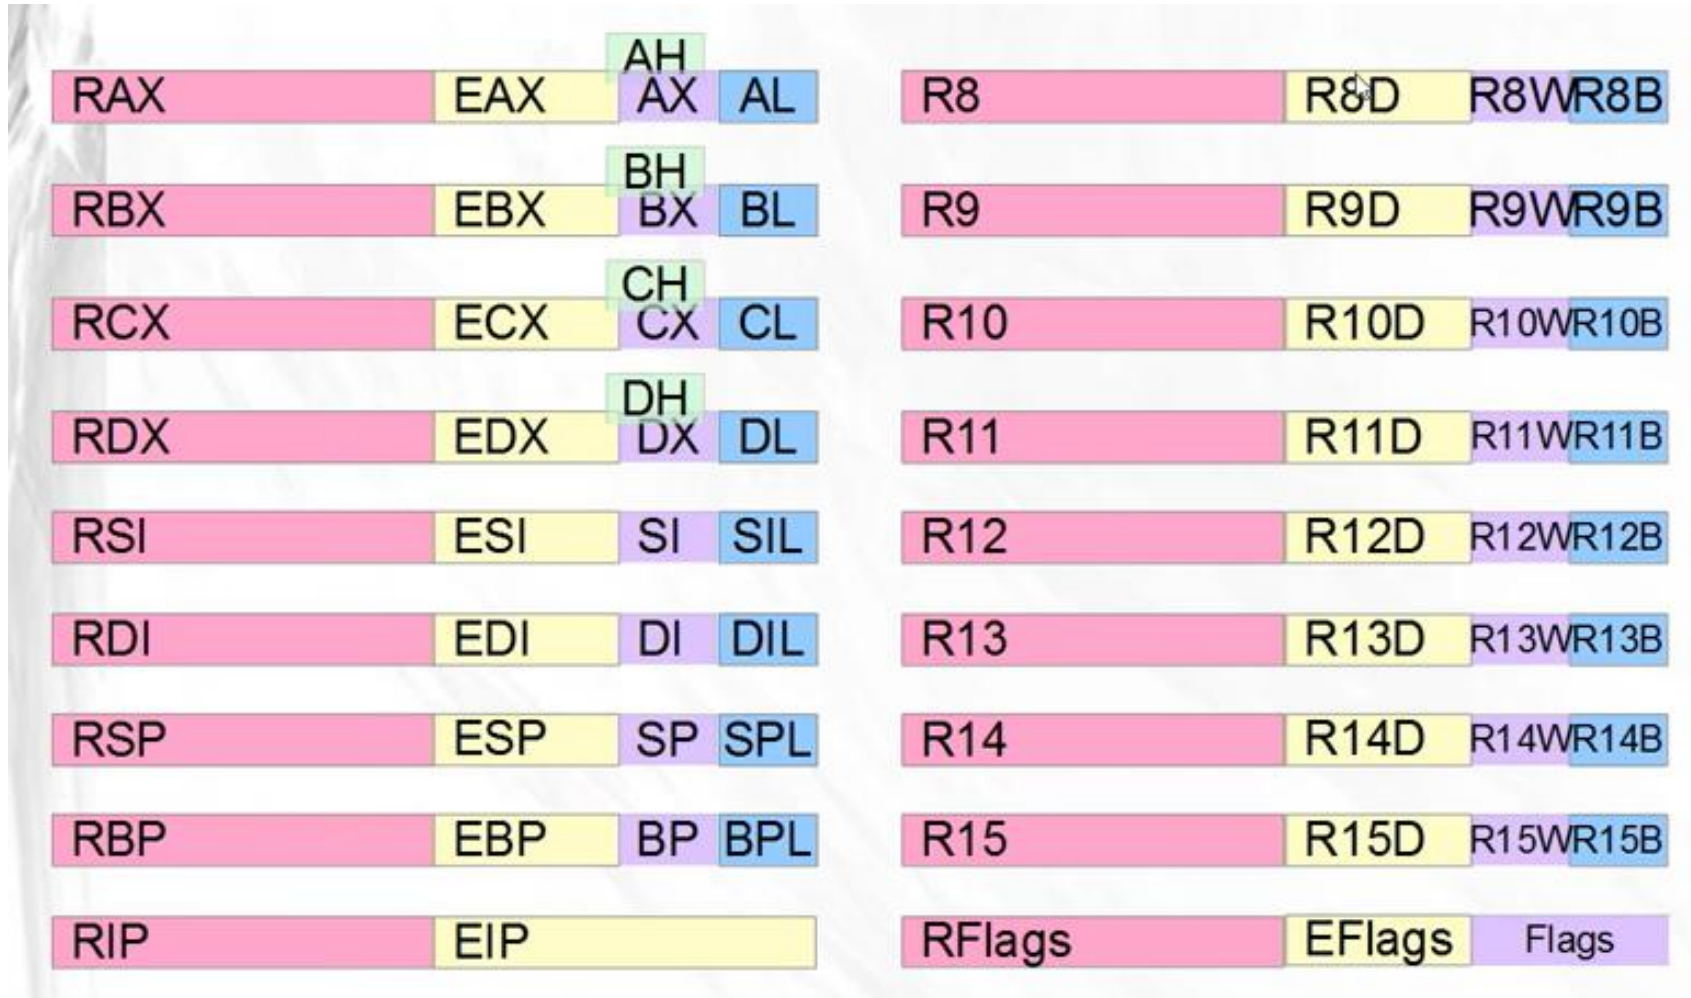 AH
RAX EAX AX AL R8 R8D R8W R8B
BH
RBX EBX BX BL R9 R9D R9W R9B
CH
RCX ECX CX CL R10 R10D R10W R10B
DH
RDX EDX DX DL R11 R11D R11W R11B
RSI ESI SI SIL R12 R12D R12W R12B
RDI EDI DI DIL R13 R13D R13W R13B
RSP ESP SP SPL R14 R14D R14W R14B
RBP EBP BP BPL R15 R15D R15W R15B
RIP EIP RFlags EFlags Flags